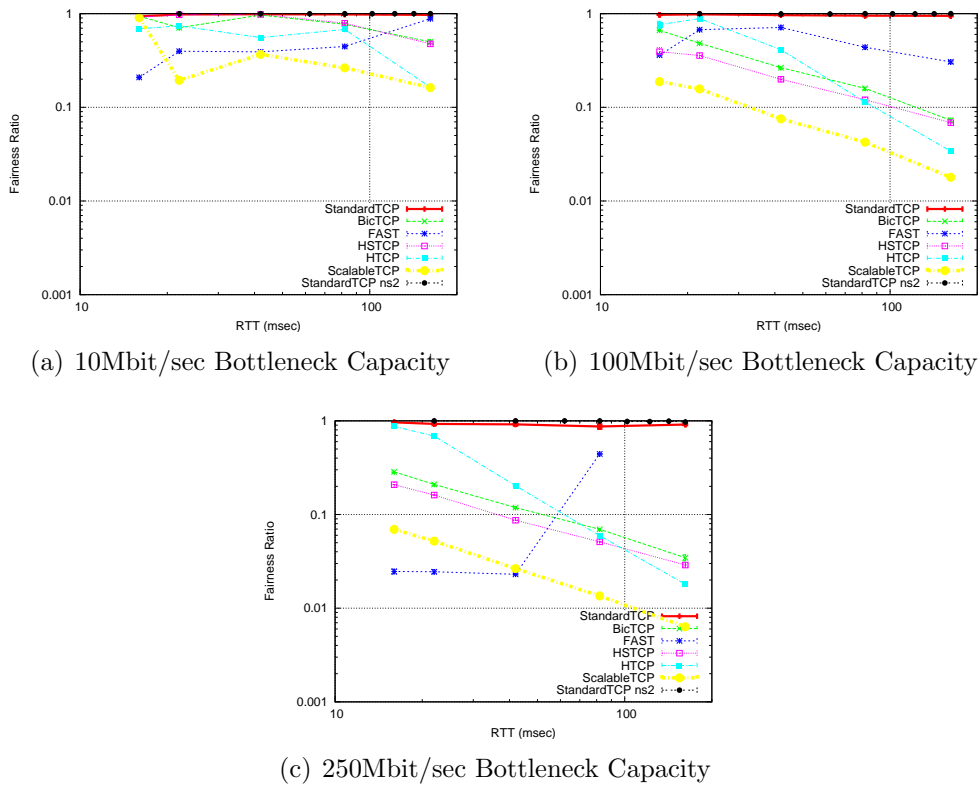 1
0.1
0.01
0.001
10
100
Fairness Ratio
RTT (msec)
StandardTCP
BicTCP
FAST
HSTCP
HTCP
ScalableTCP
StandardTCP ns2
(a) 10Mbit/sec Bottleneck Capacity
1
0.1
0.01
0.001
10
100
Fairness Ratio
RTT (msec)
StandardTCP
BicTCP
FAST
HSTCP
HTCP
ScalableTCP
StandardTCP ns2
(b) 100Mbit/sec Bottleneck Capacity
1
0.1
0.01
0.001
10
100
Fairness Ratio
RTT (msec)
StandardTCP
BicTCP
FAST
HSTCP
HTCP
ScalableTCP
StandardTCP ns2
(c) 250Mbit/sec Bottleneck Capacity